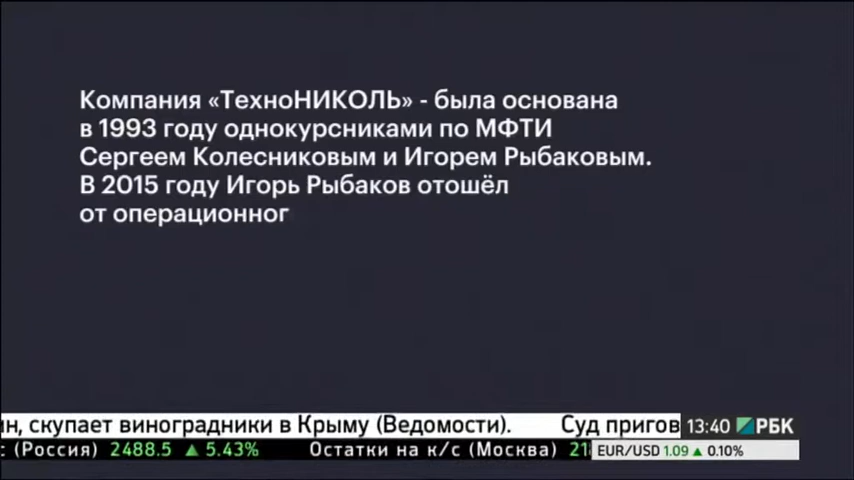 Компания «ТехноНИКОЛЬ» - была основана
в 1993 году однокурсниками по МФТИ
Сергеем Колесниковым и Игорем Рыбаковым.
В 2015 году Игорь Рыбаков отошёл
от операционног
ин, скупает виноградники в Крыму (Ведомости). Суд пригов 13:40 РБК
с (Россия) 2488.5 ▲ 5.43% Остатки на к/с (Москва) 21 EUR/USD 1.09 ▲ 0.10%